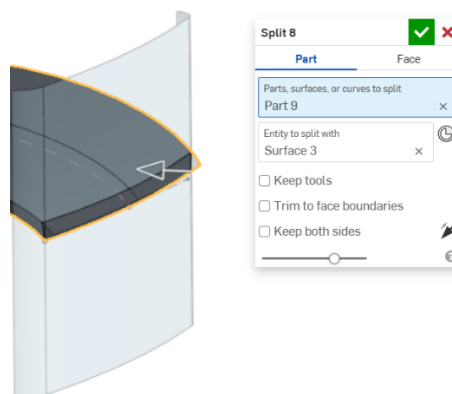 Split 8
Part Face
Parts, surfaces, or curves to split
Part 9
Entity to split with
Surface 3
Keep tools
Trim to face boundaries
Keep both sides